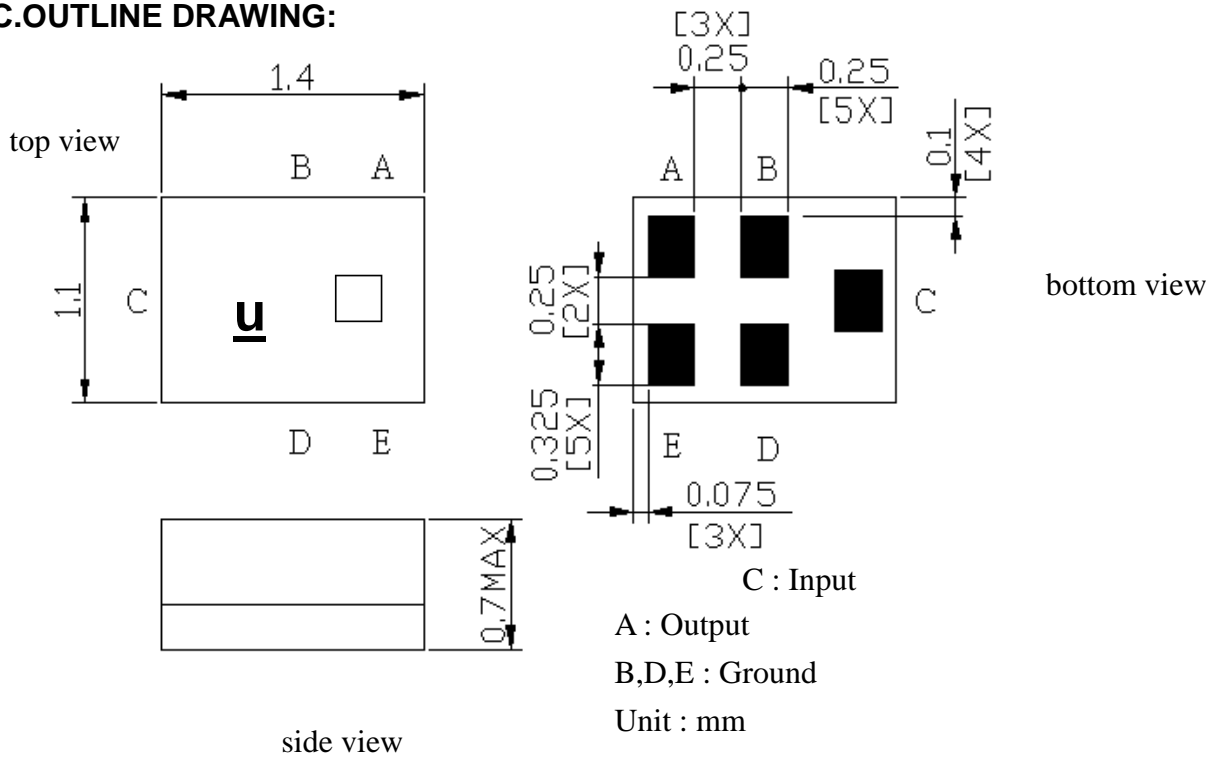 C.OUTLINE DRAWING:
[3X]
0.25
1.4
0.25
[5X]
0.1
[4X]
top view
B A
A B
1.1
C
u
0.25
[2X]
C
bottom view
D E
0.325
[5X]
E D
0.075
[3X]
0.7MAX
C : Input
A : Output
B,D,E : Ground
Unit : mm
side view